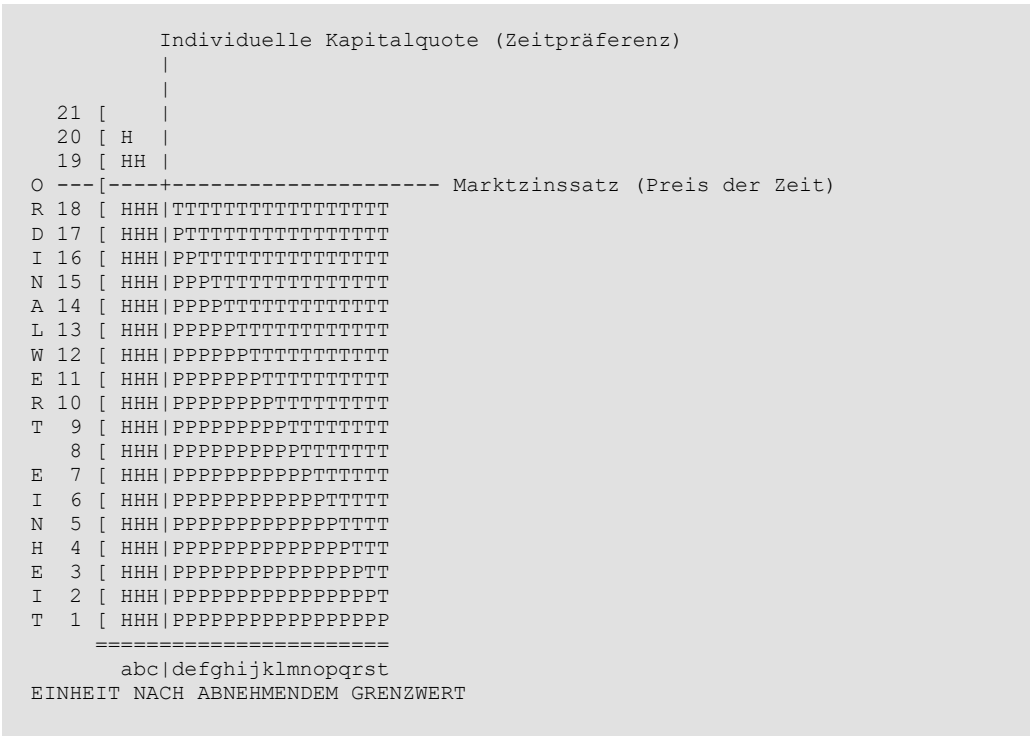 Individuelle Kapitalquote (Zeitpräferenz)
          |
          |
  21 [    |
  20 [ H  |
  19 [ HH |
O ---[----+--------------------- Marktzinssatz (Preis der Zeit)
R 18 [ HHH|TTTTTTTTTTTTTTTTT
D 17 [ HHH|PTTTTTTTTTTTTTTTT
I 16 [ HHH|PPTTTTTTTTTTTTTTT
N 15 [ HHH|PPPTTTTTTTTTTTTTT
A 14 [ HHH|PPPPTTTTTTTTTTTTT
L 13 [ HHH|PPPPPTTTTTTTTTTTT
W 12 [ HHH|PPPPPPTTTTTTTTTTT
E 11 [ HHH|PPPPPPPTTTTTTTTTT
R 10 [ HHH|PPPPPPPPTTTTTTTTT
T  9 [ HHH|PPPPPPPPPTTTTTTTT
   8 [ HHH|PPPPPPPPPPTTTTTTT
E  7 [ HHH|PPPPPPPPPPPTTTTTT
I  6 [ HHH|PPPPPPPPPPPPTTTTT
N  5 [ HHH|PPPPPPPPPPPPPTTTT
H  4 [ HHH|PPPPPPPPPPPPPPTTT
E  3 [ HHH|PPPPPPPPPPPPPPPTT
I  2 [ HHH|PPPPPPPPPPPPPPPPT
T  1 [ HHH|PPPPPPPPPPPPPPPPP
     =======================
       abc|defghijklmnopqrst
EINHEIT NACH ABNEHMENDEM GRENZWERT